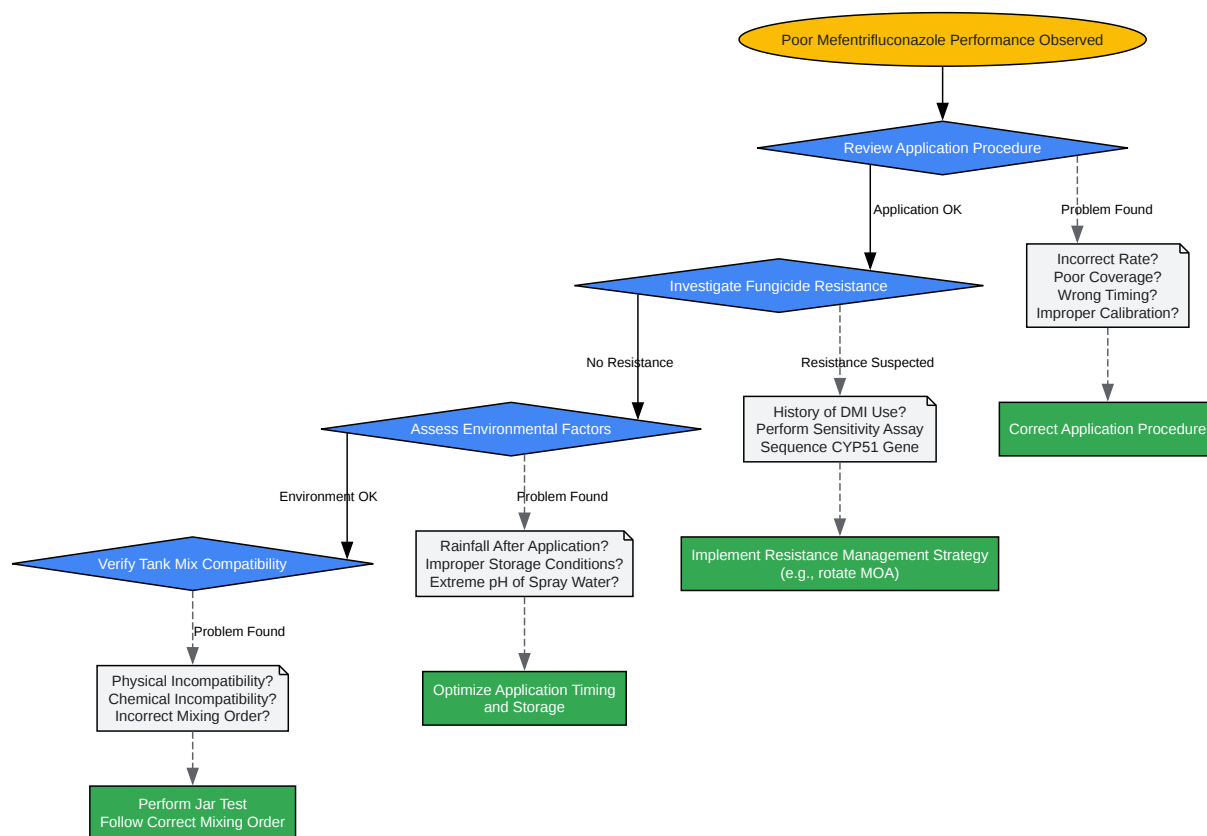 Poor Mefentrifluconazole Performance Observed
Review Application Procedure
Application OK
Problem Found
Incorrect Rate?
Poor Coverage?
Wrong Timing?
Improper Calibration?
Investigate Fungicide Resistance
No Resistance
Resistance Suspected
History of DMI Use?
Perform Sensitivity Assay
Sequence CYP51 Gene
Correct Application Procedure
Assess Environmental Factors
Environment OK
Problem Found
Rainfall After Application?
Improper Storage Conditions?
Extreme pH of Spray Water?
Implement Resistance Management Strategy
(e.g., rotate MOA)
Verify Tank Mix Compatibility
Problem Found
Physical Incompatibility?
Chemical Incompatibility?
Incorrect Mixing Order?
Optimize Application Timing
and Storage
Perform Jar Test
Follow Correct Mixing Order